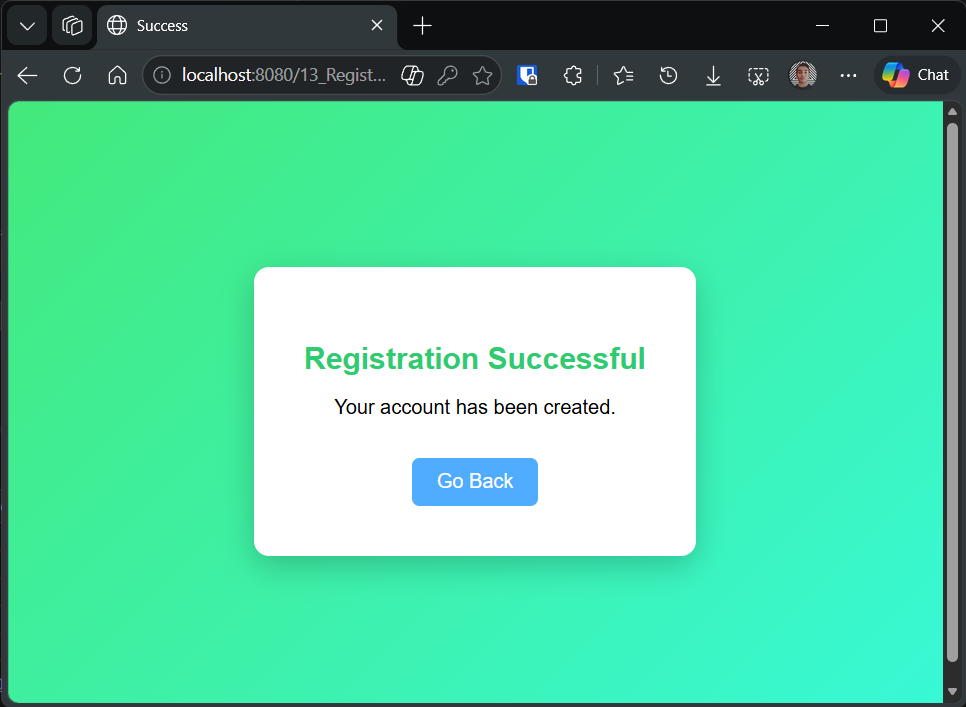 Success
localhost:8080/13_Regist...
Chat
Registration Successful
Your account has been created.
Go Back